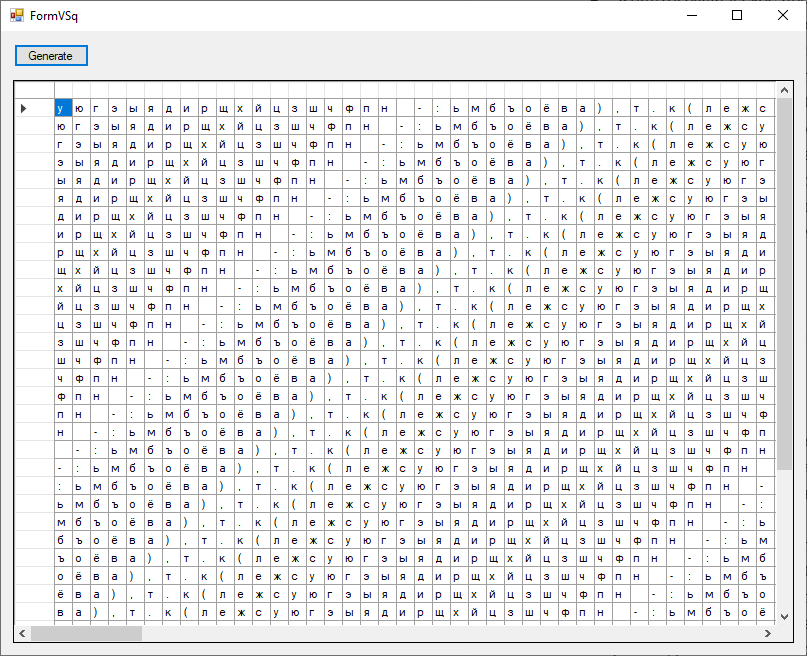 FormVSq
Generate
у ю г э ы я д и р щ х й ц з ш ч ф п н   - : ь м б ъ о ё в а ) , т . к ( л е ж с
ю г э ы я д и р щ х й ц з ш ч ф п н   - : ь м б ъ о ё в а ) , т . к ( л е ж с у
г э ы я д и р щ х й ц з ш ч ф п н   - : ь м б ъ о ё в а ) , т . к ( л е ж с у ю
э ы я д и р щ х й ц з ш ч ф п н   - : ь м б ъ о ё в а ) , т . к ( л е ж с у ю г
ы я д и р щ х й ц з ш ч ф п н   - : ь м б ъ о ё в а ) , т . к ( л е ж с у ю г э
я д и р щ х й ц з ш ч ф п н   - : ь м б ъ о ё в а ) , т . к ( л е ж с у ю г э ы
д и р щ х й ц з ш ч ф п н   - : ь м б ъ о ё в а ) , т . к ( л е ж с у ю г э ы я
и р щ х й ц з ш ч ф п н   - : ь м б ъ о ё в а ) , т . к ( л е ж с у ю г э ы я д
р щ х й ц з ш ч ф п н   - : ь м б ъ о ё в а ) , т . к ( л е ж с у ю г э ы я д и
щ х й ц з ш ч ф п н   - : ь м б ъ о ё в а ) , т . к ( л е ж с у ю г э ы я д и р
х й ц з ш ч ф п н   - : ь м б ъ о ё в а ) , т . к ( л е ж с у ю г э ы я д и р щ
й ц з ш ч ф п н   - : ь м б ъ о ё в а ) , т . к ( л е ж с у ю г э ы я д и р щ х
ц з ш ч ф п н   - : ь м б ъ о ё в а ) , т . к ( л е ж с у ю г э ы я д и р щ х й
з ш ч ф п н   - : ь м б ъ о ё в а ) , т . к ( л е ж с у ю г э ы я д и р щ х й ц
ш ч ф п н   - : ь м б ъ о ё в а ) , т . к ( л е ж с у ю г э ы я д и р щ х й ц з
ч ф п н   - : ь м б ъ о ё в а ) , т . к ( л е ж с у ю г э ы я д и р щ х й ц з ш
ф п н   - : ь м б ъ о ё в а ) , т . к ( л е ж с у ю г э ы я д и р щ х й ц з ш ч
п н   - : ь м б ъ о ё в а ) , т . к ( л е ж с у ю г э ы я д и р щ х й ц з ш ч ф
н   - : ь м б ъ о ё в а ) , т . к ( л е ж с у ю г э ы я д и р щ х й ц з ш ч ф п
  - : ь м б ъ о ё в а ) , т . к ( л е ж с у ю г э ы я д и р щ х й ц з ш ч ф п н
- : ь м б ъ о ё в а ) , т . к ( л е ж с у ю г э ы я д и р щ х й ц з ш ч ф п н
: ь м б ъ о ё в а ) , т . к ( л е ж с у ю г э ы я д и р щ х й ц з ш ч ф п н   -
ь м б ъ о ё в а ) , т . к ( л е ж с у ю г э ы я д и р щ х й ц з ш ч ф п н   - :
м б ъ о ё в а ) , т . к ( л е ж с у ю г э ы я д и р щ х й ц з ш ч ф п н   - : ь
б ъ о ё в а ) , т . к ( л е ж с у ю г э ы я д и р щ х й ц з ш ч ф п н   - : ь м
ъ о ё в а ) , т . к ( л е ж с у ю г э ы я д и р щ х й ц з ш ч ф п н   - : ь м б
о ё в а ) , т . к ( л е ж с у ю г э ы я д и р щ х й ц з ш ч ф п н   - : ь м б ъ
ё в а ) , т . к ( л е ж с у ю г э ы я д и р щ х й ц з ш ч ф п н   - : ь м б ъ о
в а ) , т . к ( л е ж с у ю г э ы я д и р щ х й ц з ш ч ф п н   - : ь м б ъ о ё